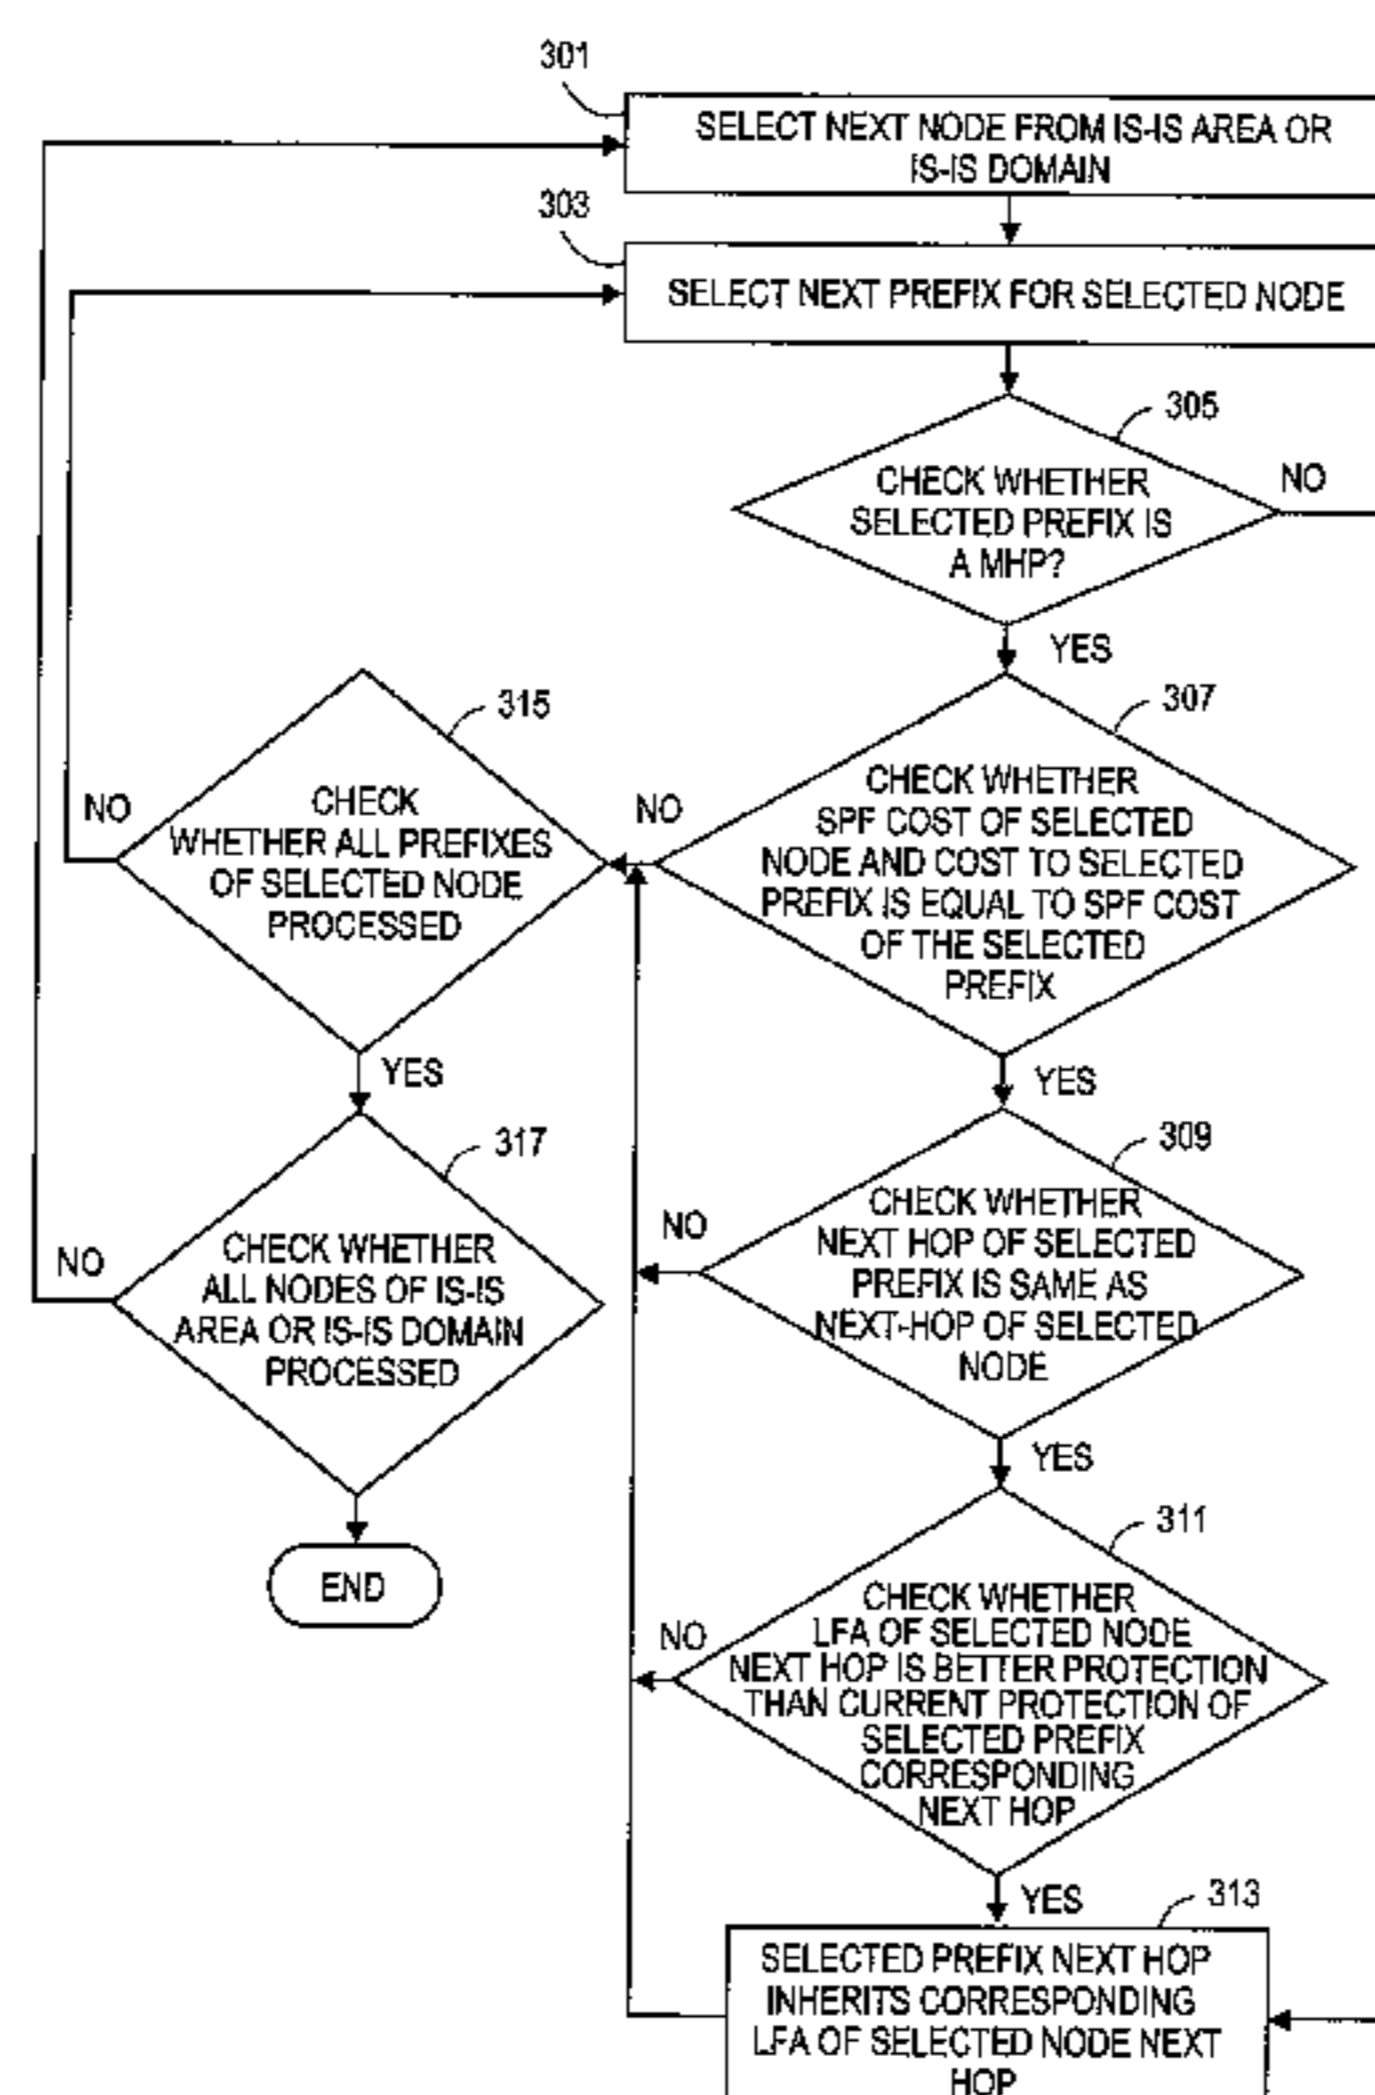 301
SELECT NEXT NODE FROM IS-IS AREA OR
IS-IS DOMAIN
303
SELECT NEXT PREFIX FOR SELECTED NODE
305
CHECK WHETHER
SELECTED PREFIX IS
A MHP?
NO
YES
307
CHECK WHETHER
SPF COST OF SELECTED
NODE AND COST TO SELECTED
PREFIX IS EQUAL TO SPF COST
OF THE SELECTED
PREFIX
NO
YES
315
CHECK
WHETHER ALL PREFIXES
OF SELECTED NODE
PROCESSED
NO
YES
309
CHECK WHETHER
NEXT HOP OF SELECTED
PREFIX IS SAME AS
NEXT-HOP OF SELECTED
NODE
NO
YES
317
CHECK WHETHER
ALL NODES OF IS-IS
AREA OR IS-IS DOMAIN
PROCESSED
NO
END
311
CHECK WHETHER
LFA OF SELECTED NODE
NEXT HOP IS BETTER PROTECTION
THAN CURRENT PROTECTION OF
SELECTED PREFIX
CORRESPONDING
NEXT HOP
NO
YES
313
SELECTED PREFIX NEXT HOP
INHERITS CORRESPONDING
LFA OF SELECTED NODE NEXT
HOP